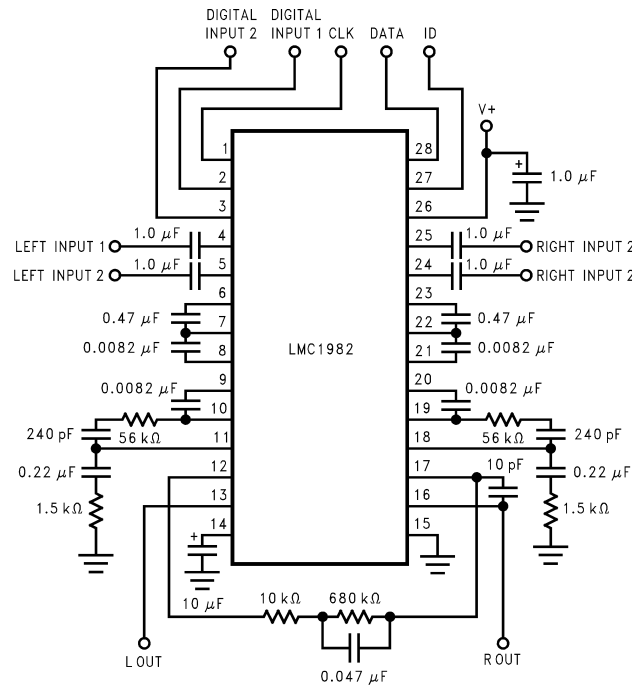 DIGITAL
INPUT 2
DIGITAL
INPUT 1
CLK
DATA
ID
V+
+
1.0 μF
1
2
3
4
5
6
7
8
9
10
11
12
13
14
28
27
26
25
24
23
22
21
20
19
18
17
16
15
LMC1982
LEFT INPUT 1
1.0 μF
LEFT INPUT 2
1.0 μF
1.0 μF
RIGHT INPUT 2
1.0 μF
RIGHT INPUT 2
0.47 μF
0.0082 μF
0.47 μF
0.0082 μF
0.0082 μF
0.0082 μF
240 pF
56 kΩ
0.22 μF
1.5 kΩ
56 kΩ
240 pF
10 pF
0.22 μF
1.5 kΩ
+
10 μF
10 kΩ
680 kΩ
0.047 μF
L OUT
R OUT